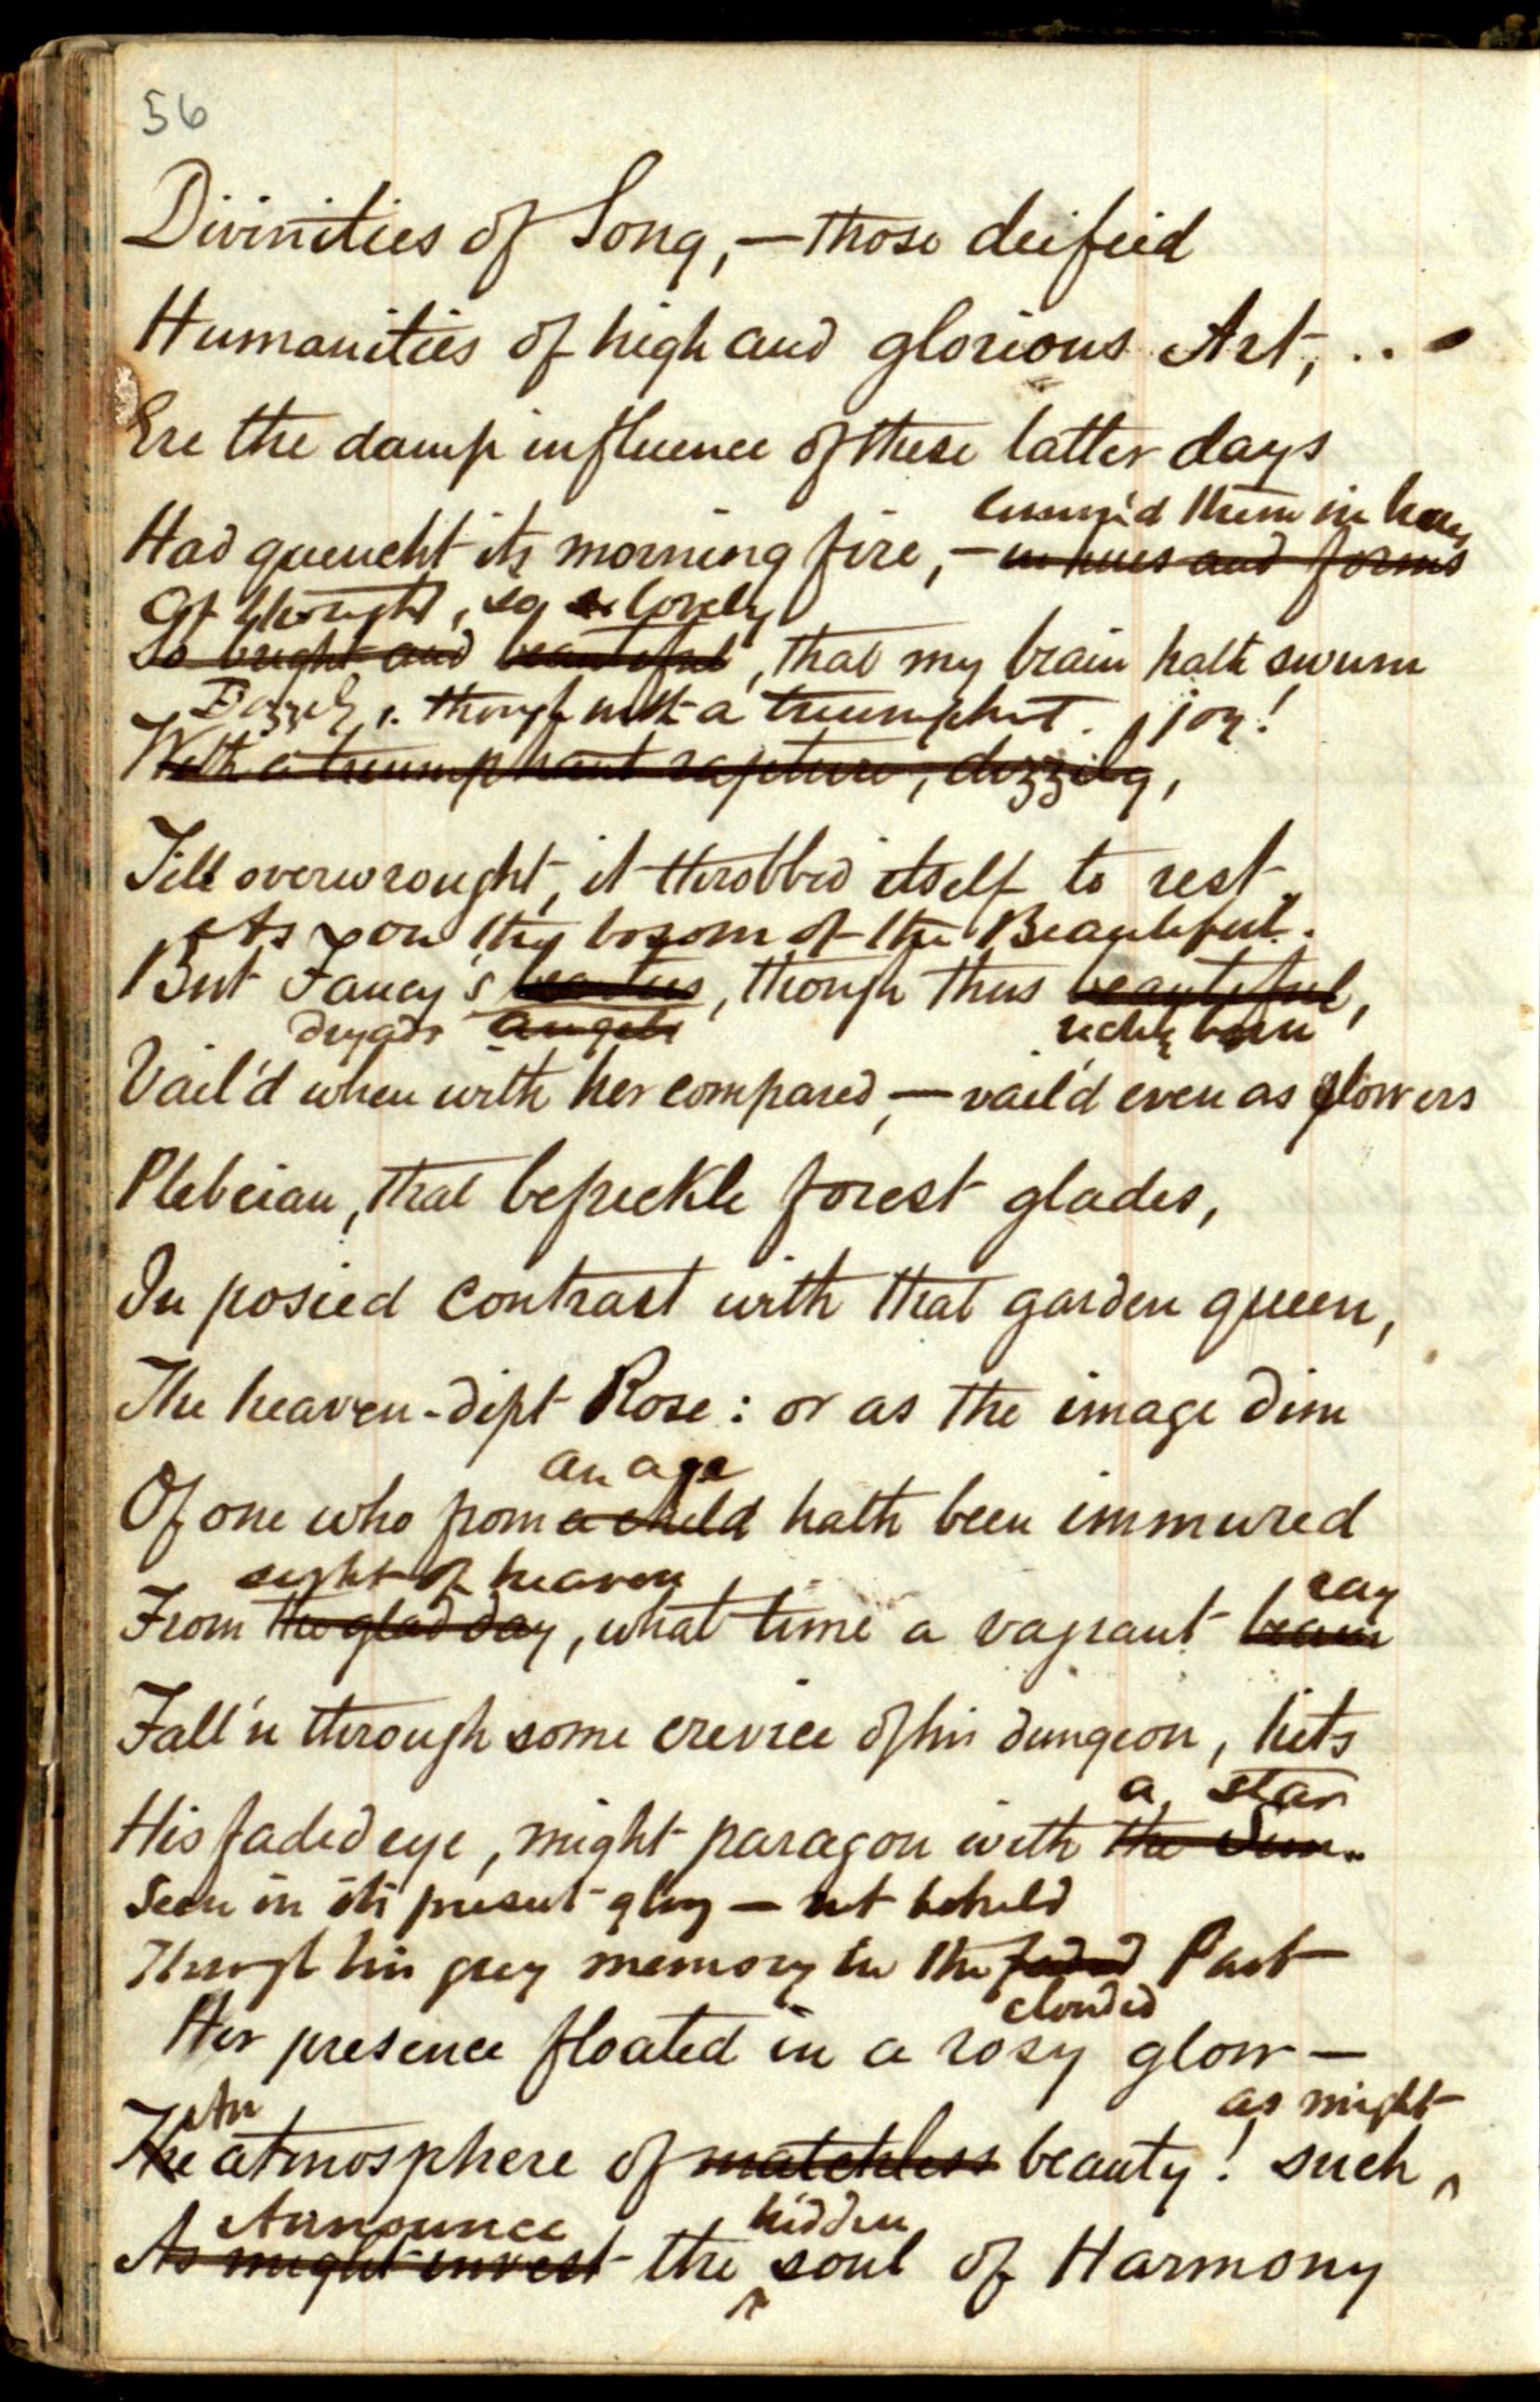 56
Divinities of Song, — those deified
Humanities of high and glorious Art, . .
Ere the damp influence of these latter days
them in
Had quencht its morning fire, — in hues and forms
Of thought, so lovely
So bright and beautiful, that my brain hath swum
though with a triumphant joy!
With a triumphant rapture, dizzily,
Till overwrought, it throbbed itself to rest.
As on the bosom of the Beautiful.
But Fancy's beauties, though thus beautiful,
dryads angels richly born
Vail'd when with her compared, — vail'd even as flowers
Plebeian, that befreckle forest glades,
In posied contrast with that garden queen,
The heaven-dipt Rose: or as the image dim
an age
Of one who from a child hath been immured
sight of heaven ray
From the glad day, what time a vagrant beam
Fall'n through some crevice of his dungeon, hits
a star
His faded eye, might paragon with the Sun.
Seen in its present glory — not beheld
Through his grey memory in the faded Past
clouded
Her presence floated in a rosy glow —
An as might
The atmosphere of matchless beauty! such ^
Announce hidden
As might invest the ^ soul of Harmony